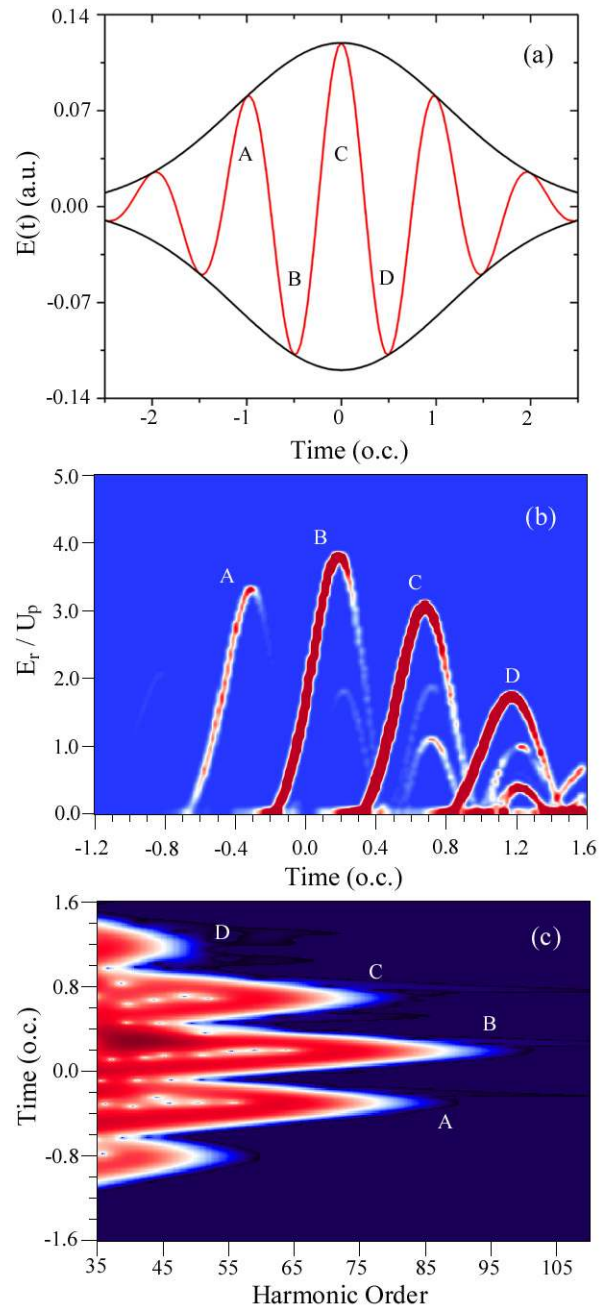 (a)
0.14
0.07
0.00
-0.07
-0.14
E(t) (a.u.)
A
C
B
D
-2
-1
0
1
2
Time (o.c.)
(b)
5.0
4.0
3.0
2.0
1.0
0.0
E_r / U_p
A
B
C
D
-1.2
-0.8
-0.4
0.0
0.4
0.8
1.2
1.6
Time (o.c.)
(c)
1.6
0.8
0.0
-0.8
-1.6
Time (o.c.)
D
C
B
A
35
45
55
65
75
85
95
105
Harmonic Order